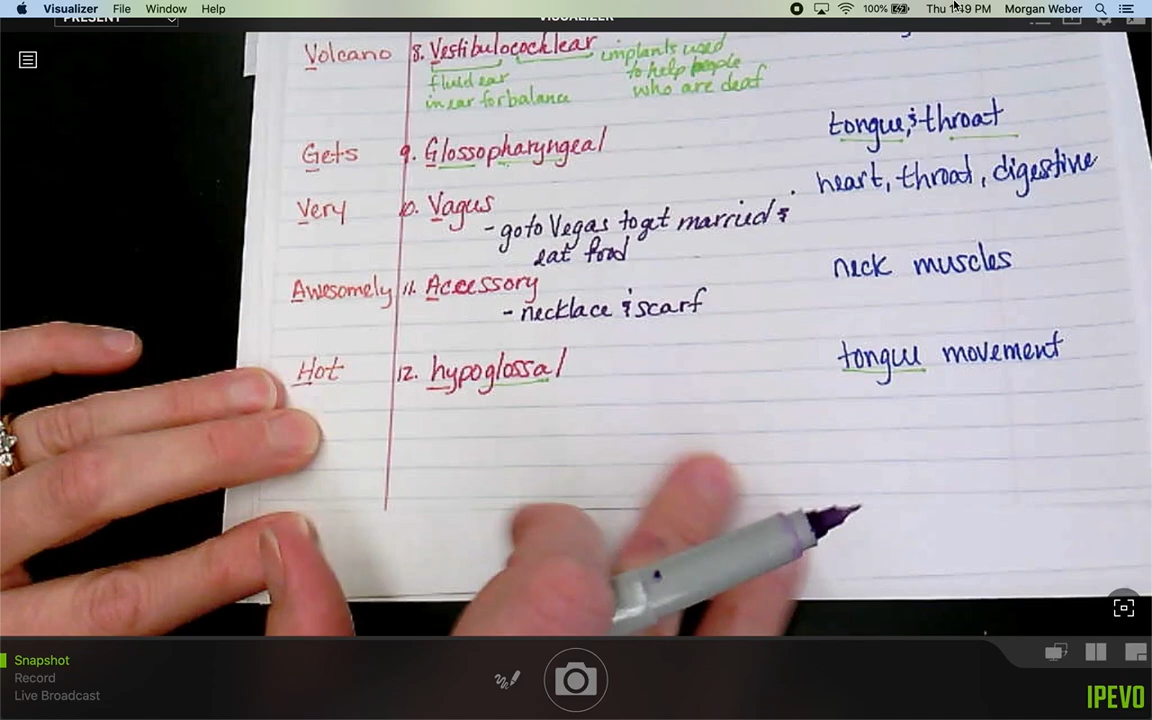 Visualizer File Window Help 100% Thu 1:49 PM Morgan Weber
PRESENT VISUALIZER
Volcano 8. Vestibulocochlear implants used
to help people
who are deaf
fluid ear
in ear for balance
Gets 9. Glossopharyngeal tongue, & throat
Very 10. Vagus heart, throat, digestive
- go to Vegas to get married &
eat food
Awesomely 11. Accessory neck muscles
- necklace & scarf
Hot 12. hypoglossal tongue movement
Snapshot
Record
Live Broadcast
IPEVO